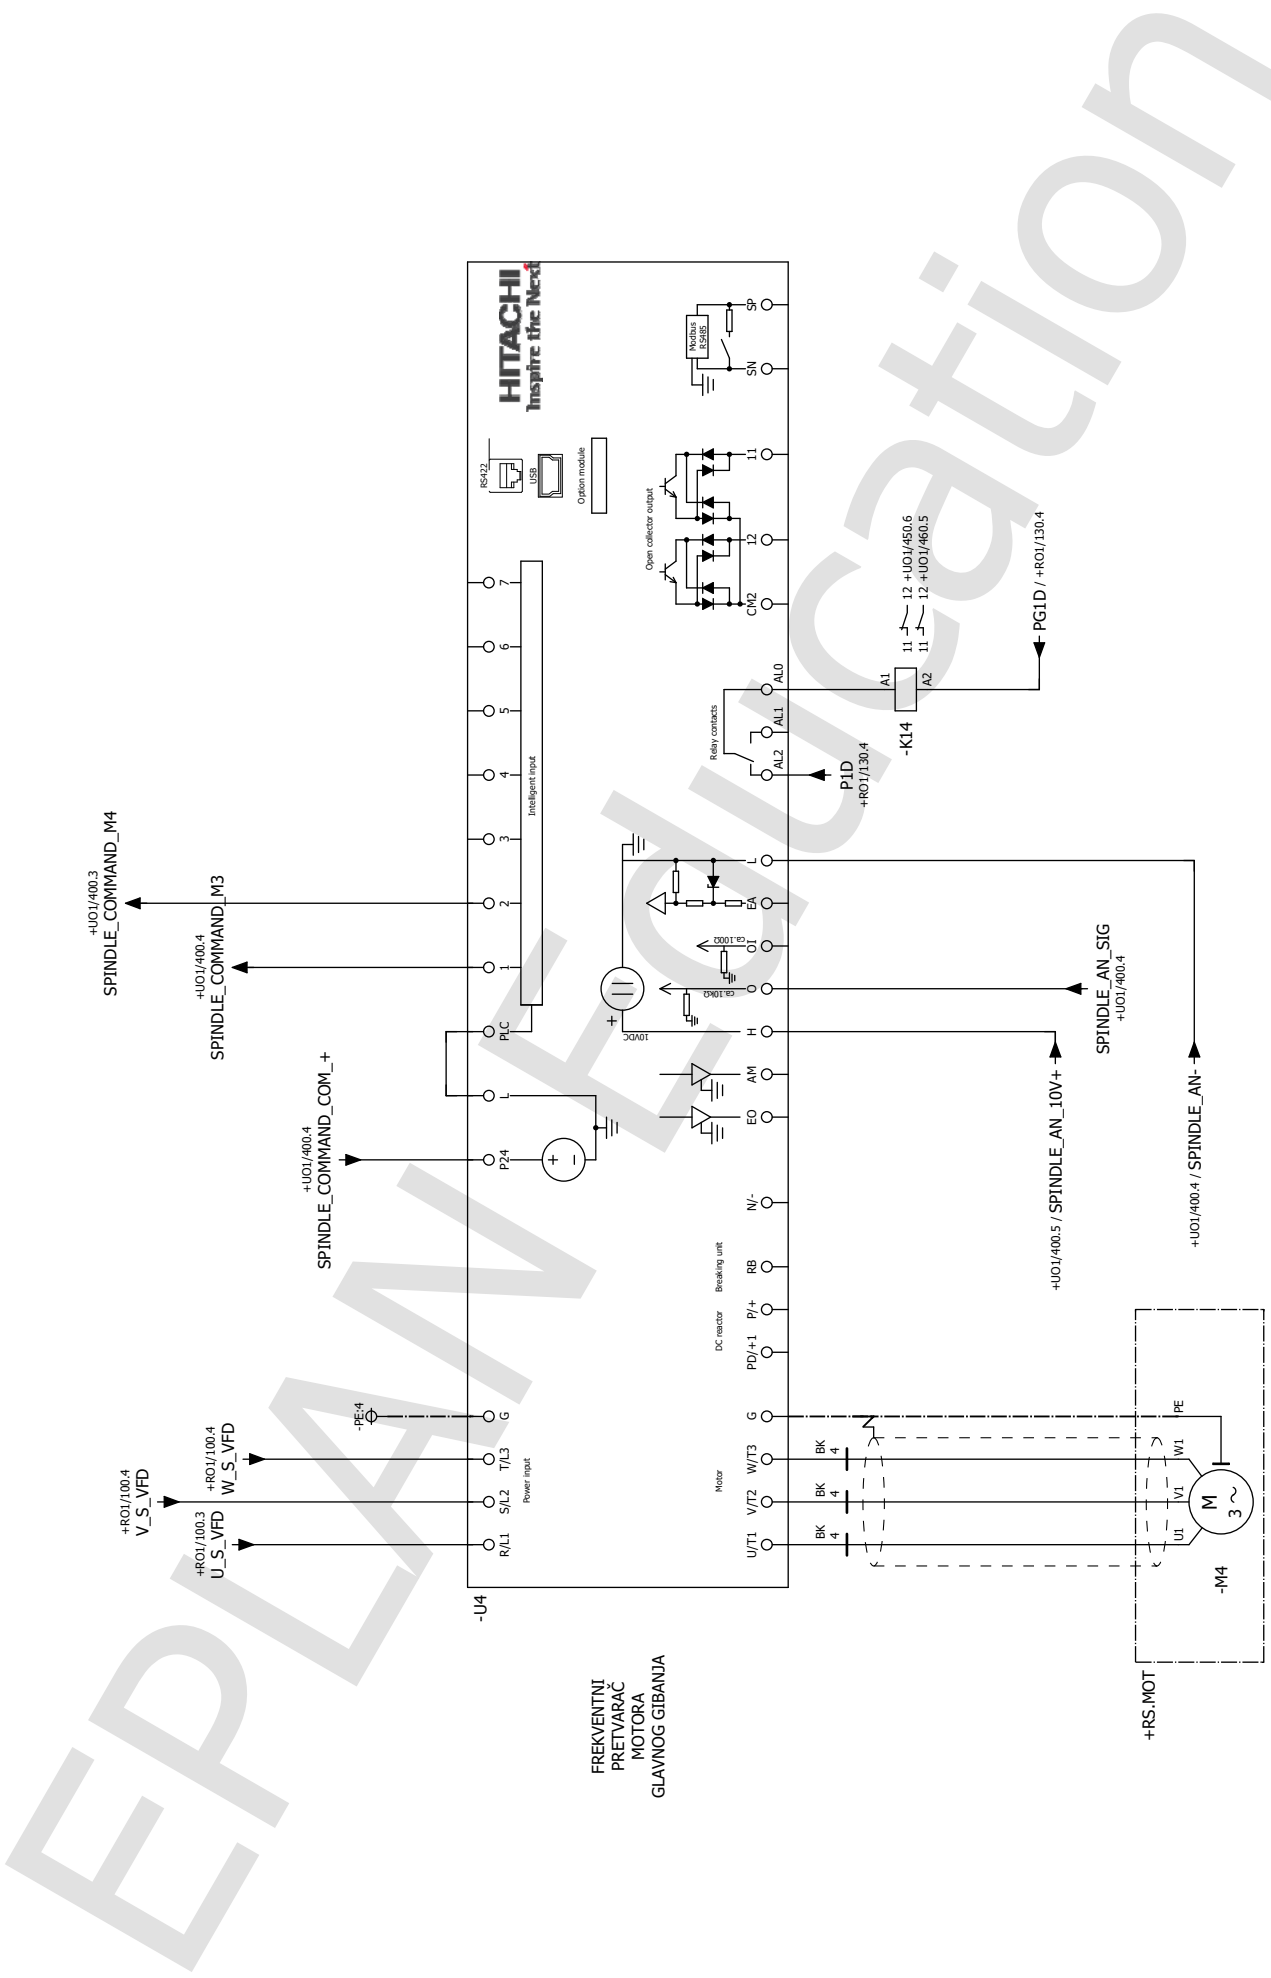 EPLAN Education
FREKVENTNI
PRETVARAČ
MOTORA
GLAVNOG GIBANJA
-U4
+RO1/100.3
U_S_VFD
+RO1/100.4
V_S_VFD
+RO1/100.4
W_S_VFD
-PE:4
+UO1/400.4
SPINDLE_COMMAND_COM_+
+UO1/400.4
SPINDLE_COMMAND_M3
+UO1/400.3
SPINDLE_COMMAND_M4
R/L1 S/L2 T/L3 G P24 L PLC 1 2 3 4 5 6 7
Power input
Intelligent input
+ -
RS422
USB
Option module
HITACHI
Inspire the Next
10VDC
+
ca.10kΩ
ca.100Ω
Relay contacts
Open collector output
Modbus
RS485
Motor
DC reactor
Breaking unit
U/T1 V/T2 W/T3 G PD/+1 P/+ RB N/- EO AM H O OI EA L AL2 AL1 AL0 CM2 12 11 SN SP
BK
4
BK
4
BK
4
P1D
+RO1/130.4
A1
-K14
A2
11 12 +UO1/450.6
11 12 +UO1/460.5
PG1D / +RO1/130.4
+UO1/400.5 / SPINDLE_AN_10V+
SPINDLE_AN_SIG
+UO1/400.4
+UO1/400.4 / SPINDLE_AN-
+RS.MOT
U1 V1 W1 PE
-M4
M
3 ~